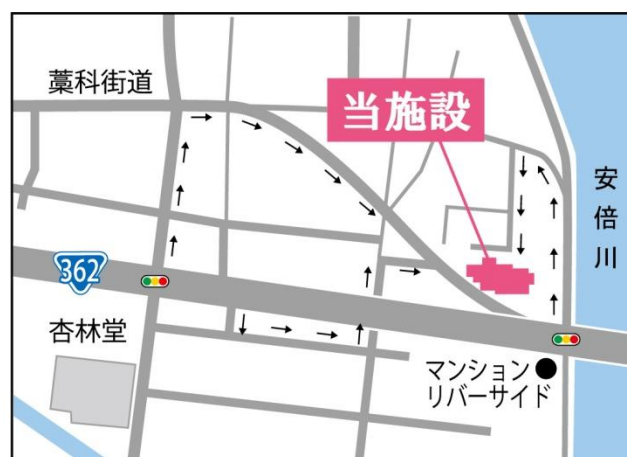 藁科街道
当施設
安倍川
362
杏林堂
マンション
リバーサイド